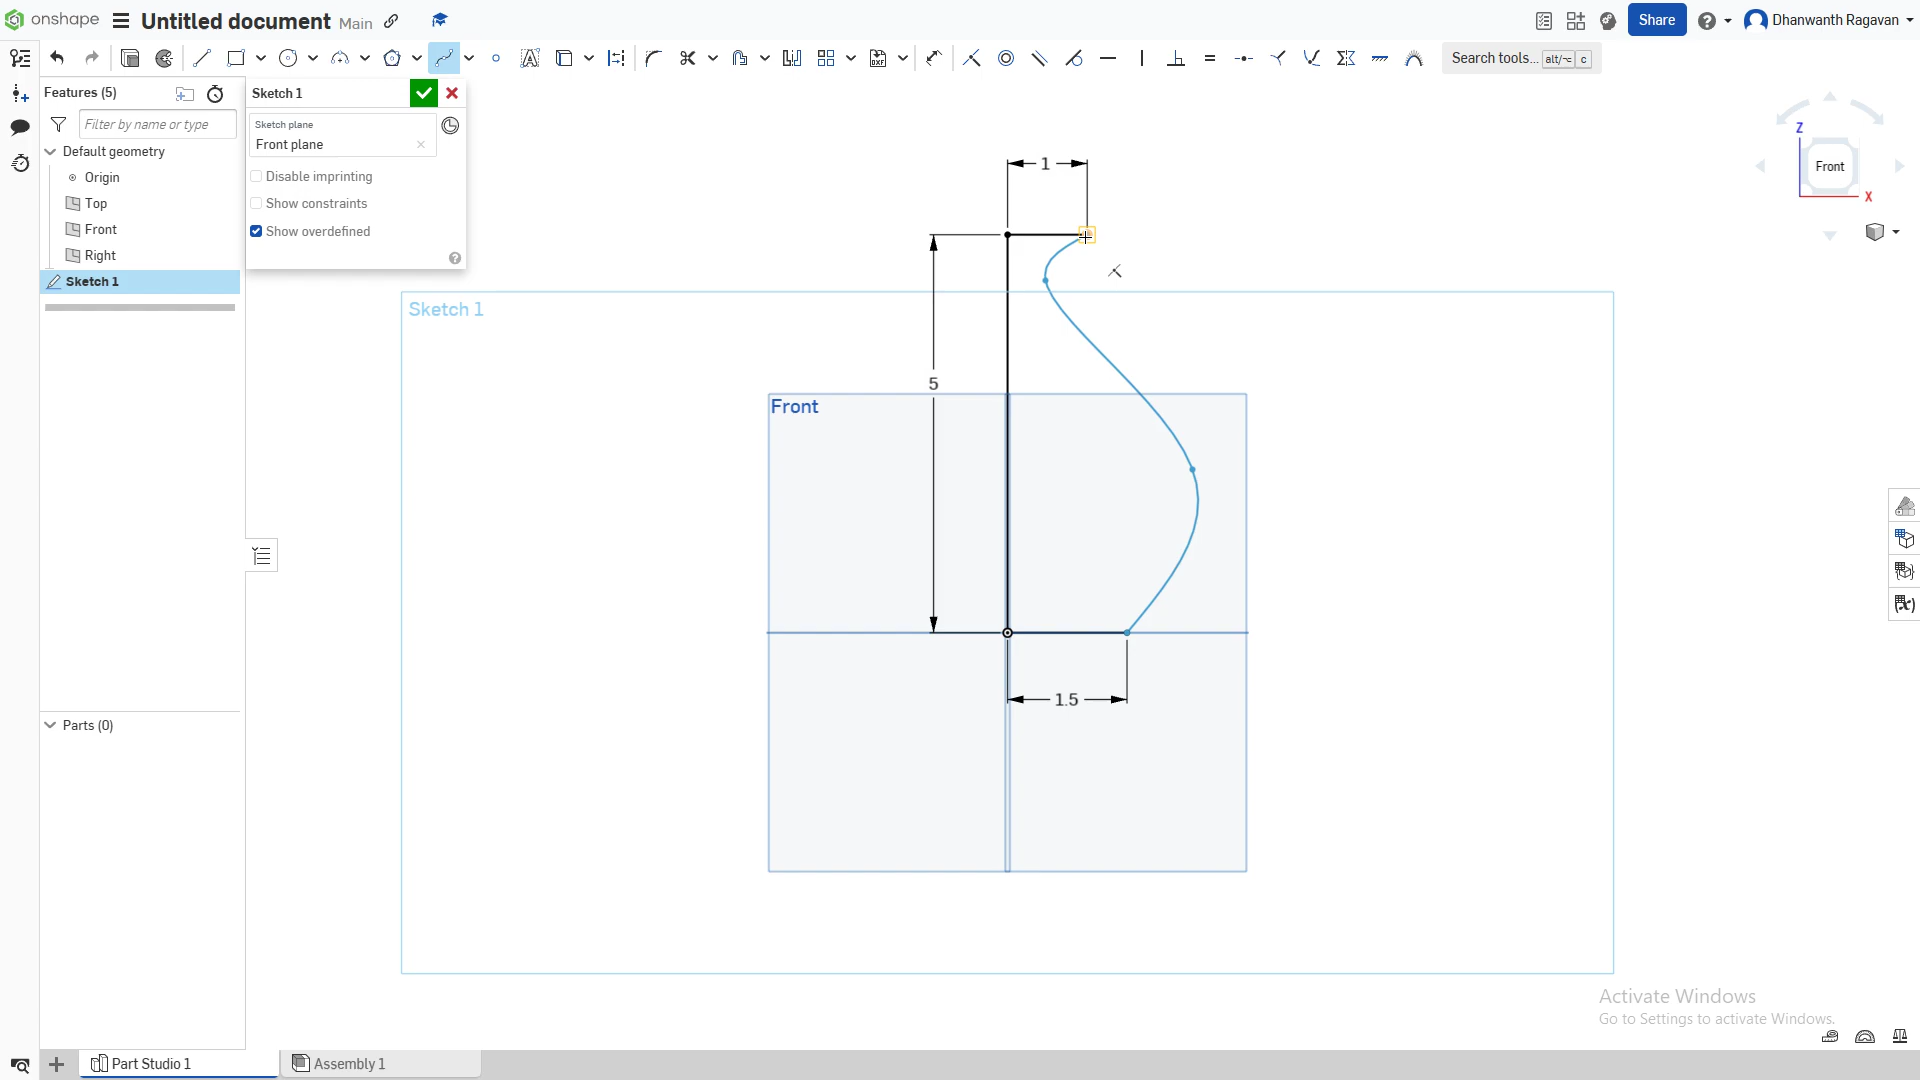 onshape Untitled document Main Share Dhanwanth Ragavan
Search tools... alt/⌥ c
Features (5)
Filter by name or type
Default geometry
Origin
Top
Front
Right
Sketch 1
Parts (0)
Sketch 1
Sketch plane
Front plane
Disable imprinting
Show constraints
Show overdefined
Sketch 1
Front
1
5
1.5
Z
Front
X
Activate Windows
Go to Settings to activate Windows.
Part Studio 1
Assembly 1